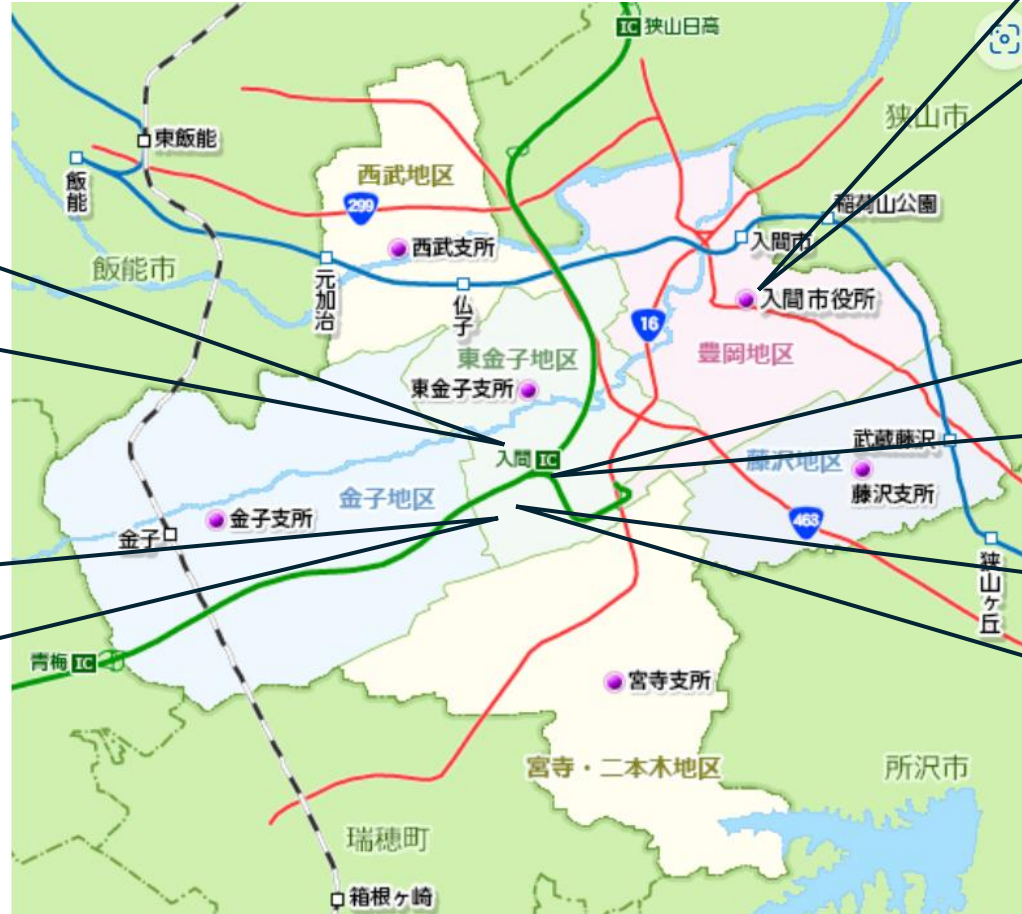 IC 狭山日高
狭山市
東飯能
西武地区
飯能
299
稲荷山公園
入間市
西武支所
飯能市
元加治
仏子
入間市役所
16
東金子地区
豊岡地区
東金子支所
武蔵藤沢
入間 IC
藤沢地区
藤沢支所
金子地区
金子支所
金子
463
狭山ヶ丘
青梅 IC
宮寺支所
宮寺・二本木地区
所沢市
瑞穂町
箱根ヶ崎